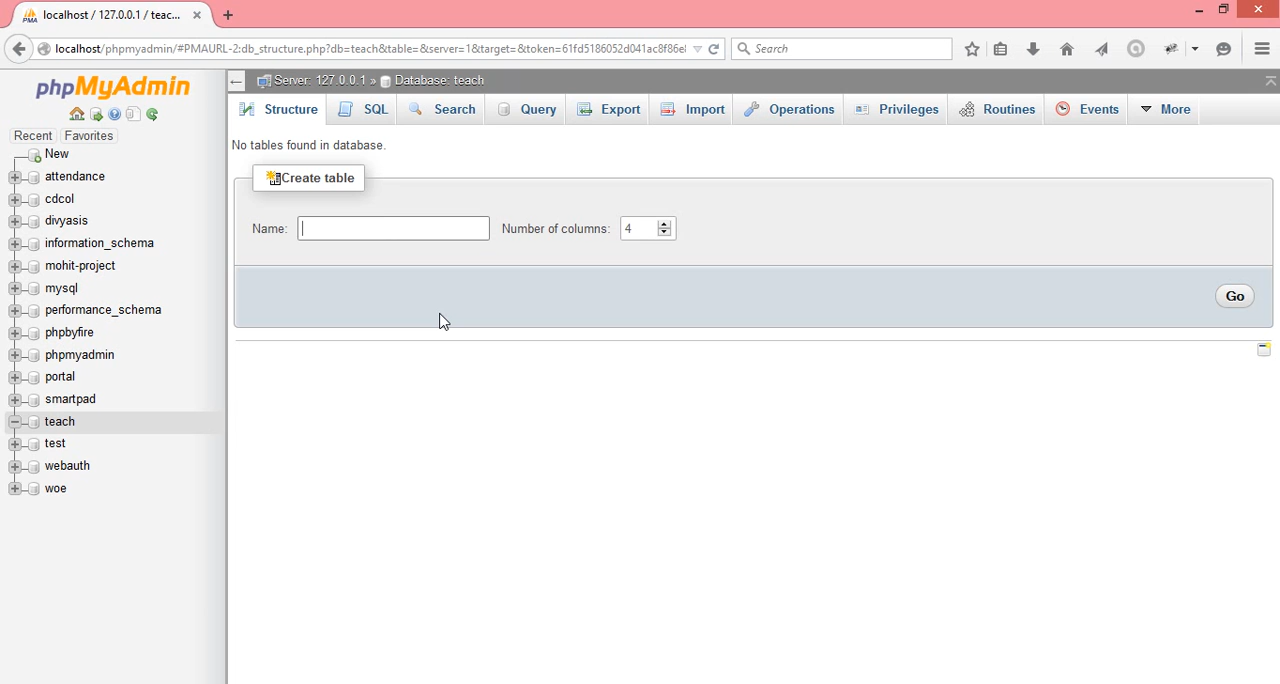 localhost / 127.0.0.1 / teac...
localhost/phpmyadmin/#PMAURL-2:db_structure.php?db=teach&table=&server=1&target=&token=61fd5186052d041ac8f86e
Search
phpMyAdmin
Server: 127.0.0.1 » Database: teach
Structure SQL Search Query Export Import Operations Privileges Routines Events More
Recent Favorites
New
attendance
cdcol
divyasis
information_schema
mohit-project
mysql
performance_schema
phpbyfire
phpmyadmin
portal
smartpad
teach
test
webauth
woe
No tables found in database.
Create table
Name: Number of columns: 4
Go